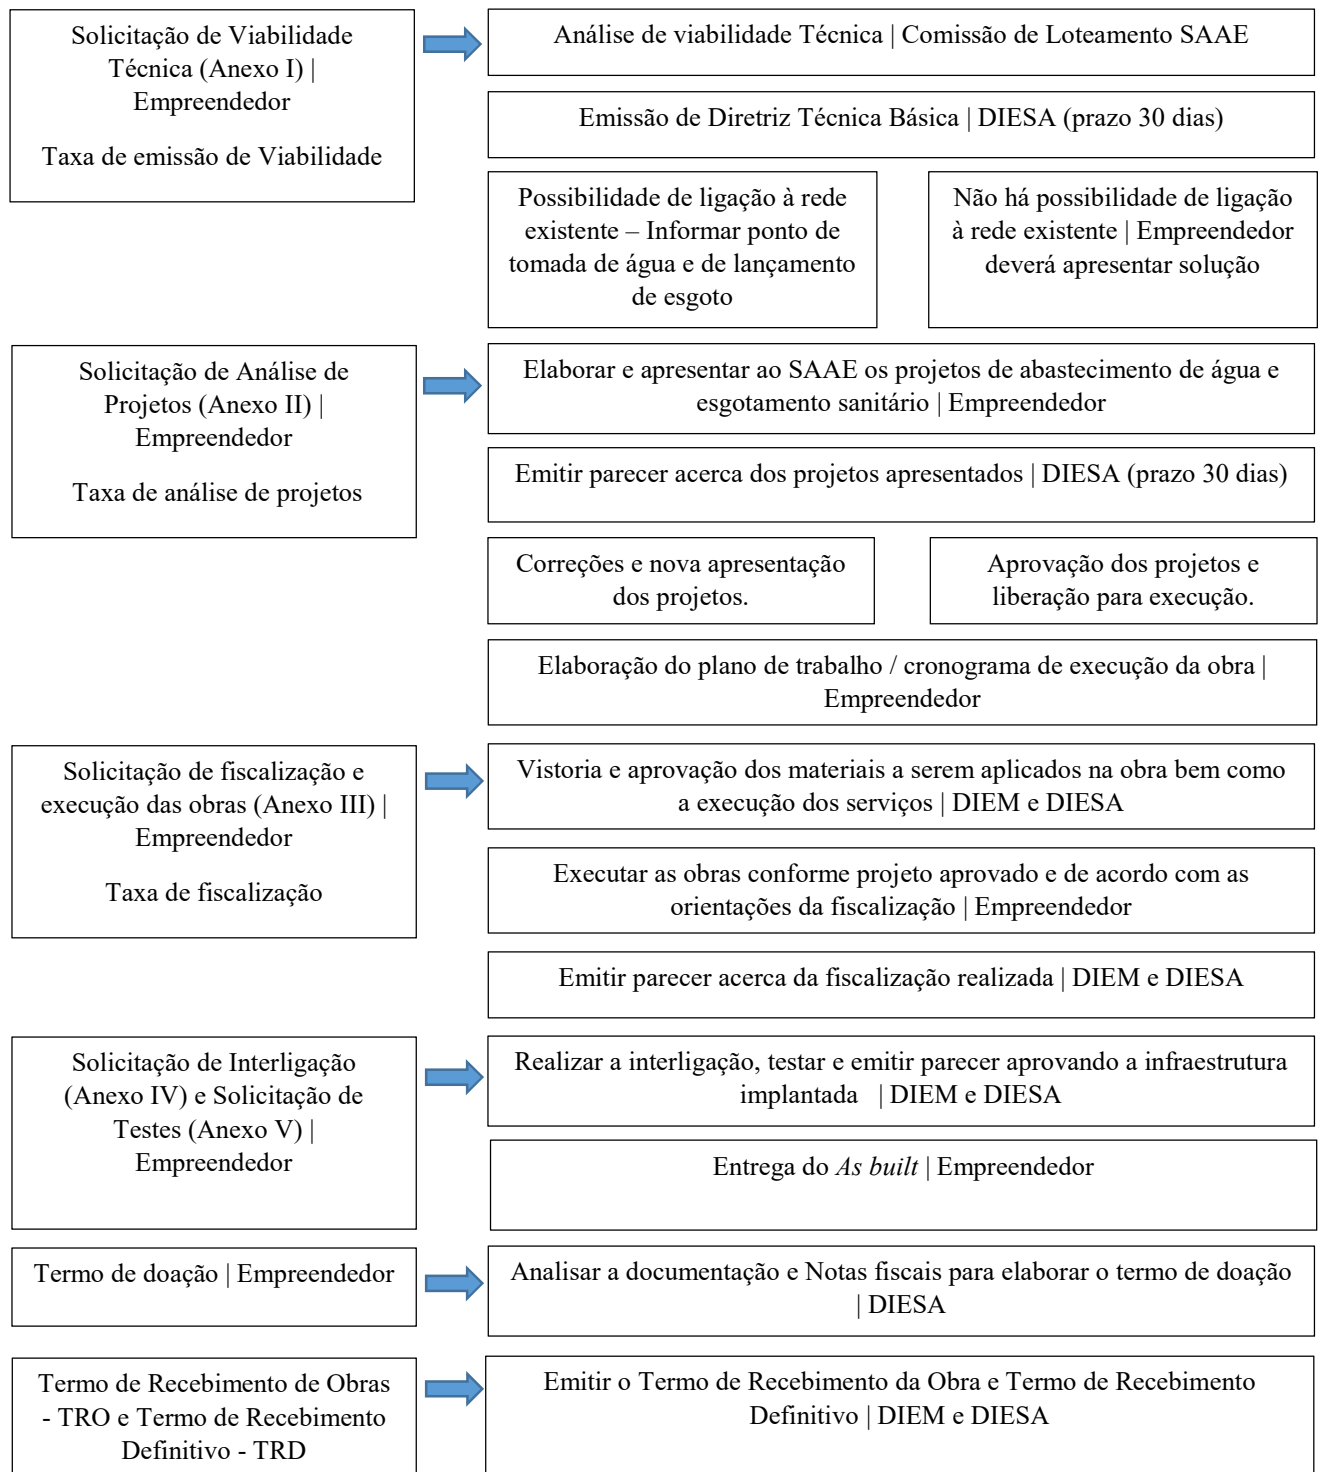 Solicitação de Viabilidade
Técnica (Anexo I) |
Empreendedor
Taxa de emissão de Viabilidade
Análise de viabilidade Técnica | Comissão de Loteamento SAAE
Emissão de Diretriz Técnica Básica | DIESA (prazo 30 dias)
Possibilidade de ligação à rede
existente – Informar ponto de
tomada de água e de lançamento
de esgoto
Não há possibilidade de ligação
à rede existente | Empreendedor
deverá apresentar solução
Solicitação de Análise de
Projetos (Anexo II) |
Empreendedor
Taxa de análise de projetos
Elaborar e apresentar ao SAAE os projetos de abastecimento de água e
esgotamento sanitário | Empreendedor
Emitir parecer acerca dos projetos apresentados | DIESA (prazo 30 dias)
Correções e nova apresentação
dos projetos.
Aprovação dos projetos e
liberação para execução.
Elaboração do plano de trabalho / cronograma de execução da obra |
Empreendedor
Solicitação de fiscalização e
execução das obras (Anexo III) |
Empreendedor
Taxa de fiscalização
Vistoria e aprovação dos materiais a serem aplicados na obra bem como
a execução dos serviços | DIEM e DIESA
Executar as obras conforme projeto aprovado e de acordo com as
orientações da fiscalização | Empreendedor
Emitir parecer acerca da fiscalização realizada | DIEM e DIESA
Solicitação de Interligação
(Anexo IV) e Solicitação de
Testes (Anexo V) |
Empreendedor
Realizar a interligação, testar e emitir parecer aprovando a infraestrutura
implantada | DIEM e DIESA
Entrega do As built | Empreendedor
Termo de doação | Empreendedor
Analisar a documentação e Notas fiscais para elaborar o termo de doação
| DIESA
Termo de Recebimento de Obras
- TRO e Termo de Recebimento
Definitivo - TRD
Emitir o Termo de Recebimento da Obra e Termo de Recebimento
Definitivo | DIEM e DIESA